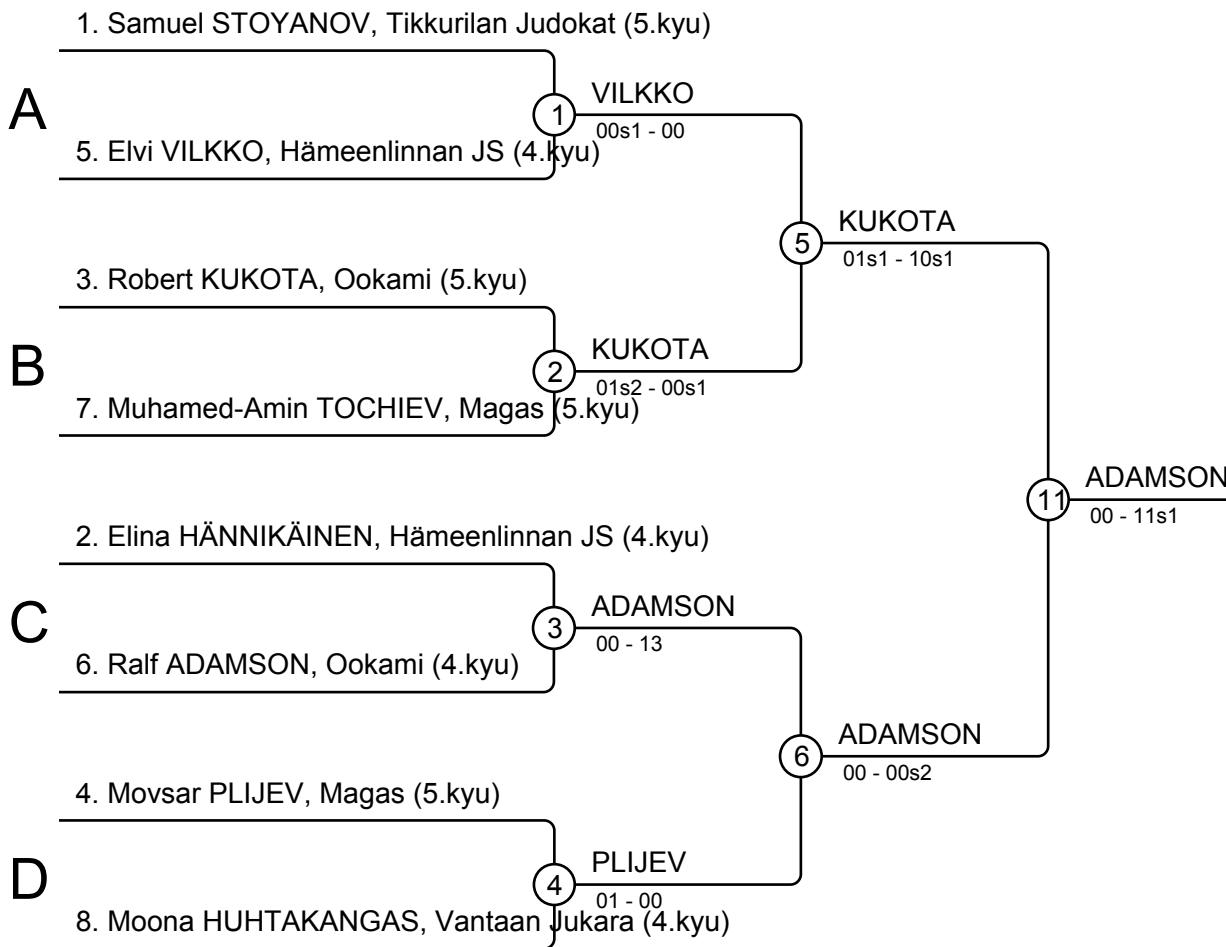 1. Samuel STOYANOV, Tikkurilan Judokat (5.kyu)
A
1
VILKKO
00s1 - 00
5. Elvi VILKKO, Hämeenlinnan JS (4.kyu)
5
KUKOTA
01s1 - 10s1
3. Robert KUKOTA, Ookami (5.kyu)
B
2
KUKOTA
01s2 - 00s1
7. Muhamed-Amin TOCHIEV, Magas (5.kyu)
11
ADAMSON
00 - 11s1
2. Elina HÄNNIKÄINEN, Hämeenlinnan JS (4.kyu)
C
3
ADAMSON
00 - 13
6. Ralf ADAMSON, Ookami (4.kyu)
6
ADAMSON
00 - 00s2
4. Movsar PLIJEV, Magas (5.kyu)
D
4
PLIJEV
01 - 00
8. Moona HUHTAKANGAS, Vantaan Jukara (4.kyu)